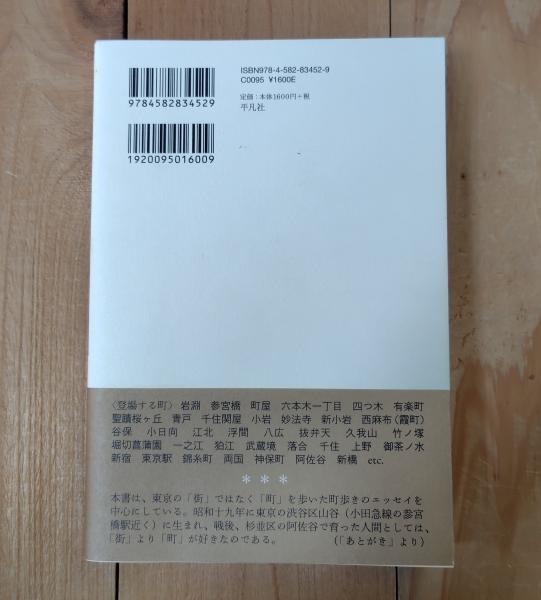 ISBN978-4-582-83452-9
C0095 ¥1600E
定価：本体1600円＋税
平凡社
9784582834529
1920095016009
〈登場する町〉 岩淵 参宮橋 町屋 六本木一丁目 四つ木 有楽町
聖蹟桜ヶ丘 青戸 千住関屋 小岩 妙法寺 新小岩 西麻布(霞町)
谷保 小日向 江北 浮間 八広 抜弁天 久我山 竹ノ塚
堀切菖蒲園 一之江 狛江 武蔵境 落合 千住 上野 御茶ノ水
新宿 東京駅 錦糸町 両国 神保町 阿佐谷 新橋 etc.
＊＊＊
本書は、東京の「街」ではなく「町」を歩いた町歩きのエッセイを
中心にしている。昭和十九年に東京の渋谷区山谷（小田急線の参宮
橋駅近く）に生まれ、戦後、杉並区の阿佐谷で育った人間としては、
「街」より「町」が好きなのである。 （「あとがき」より）